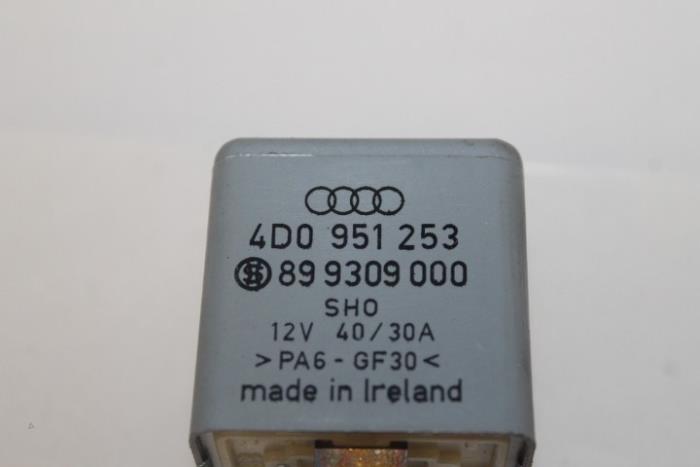 4D0 951 253
89 9309 000
SHO
12V 40/30A
>PA6-GF30<
made in Ireland